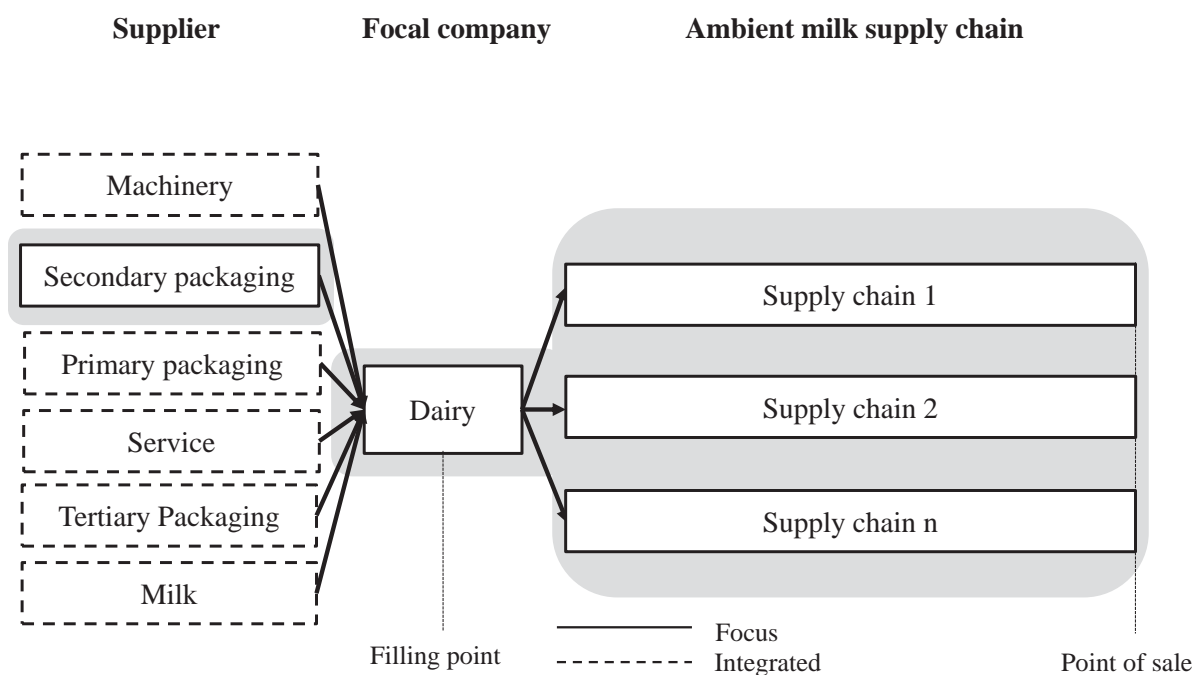 Supplier
Focal company
Ambient milk supply chain
Machinery
Secondary packaging
Primary packaging
Service
Tertiary Packaging
Milk
Dairy
Supply chain 1
Supply chain 2
Supply chain n
Filling point
Focus
Integrated
Point of sale